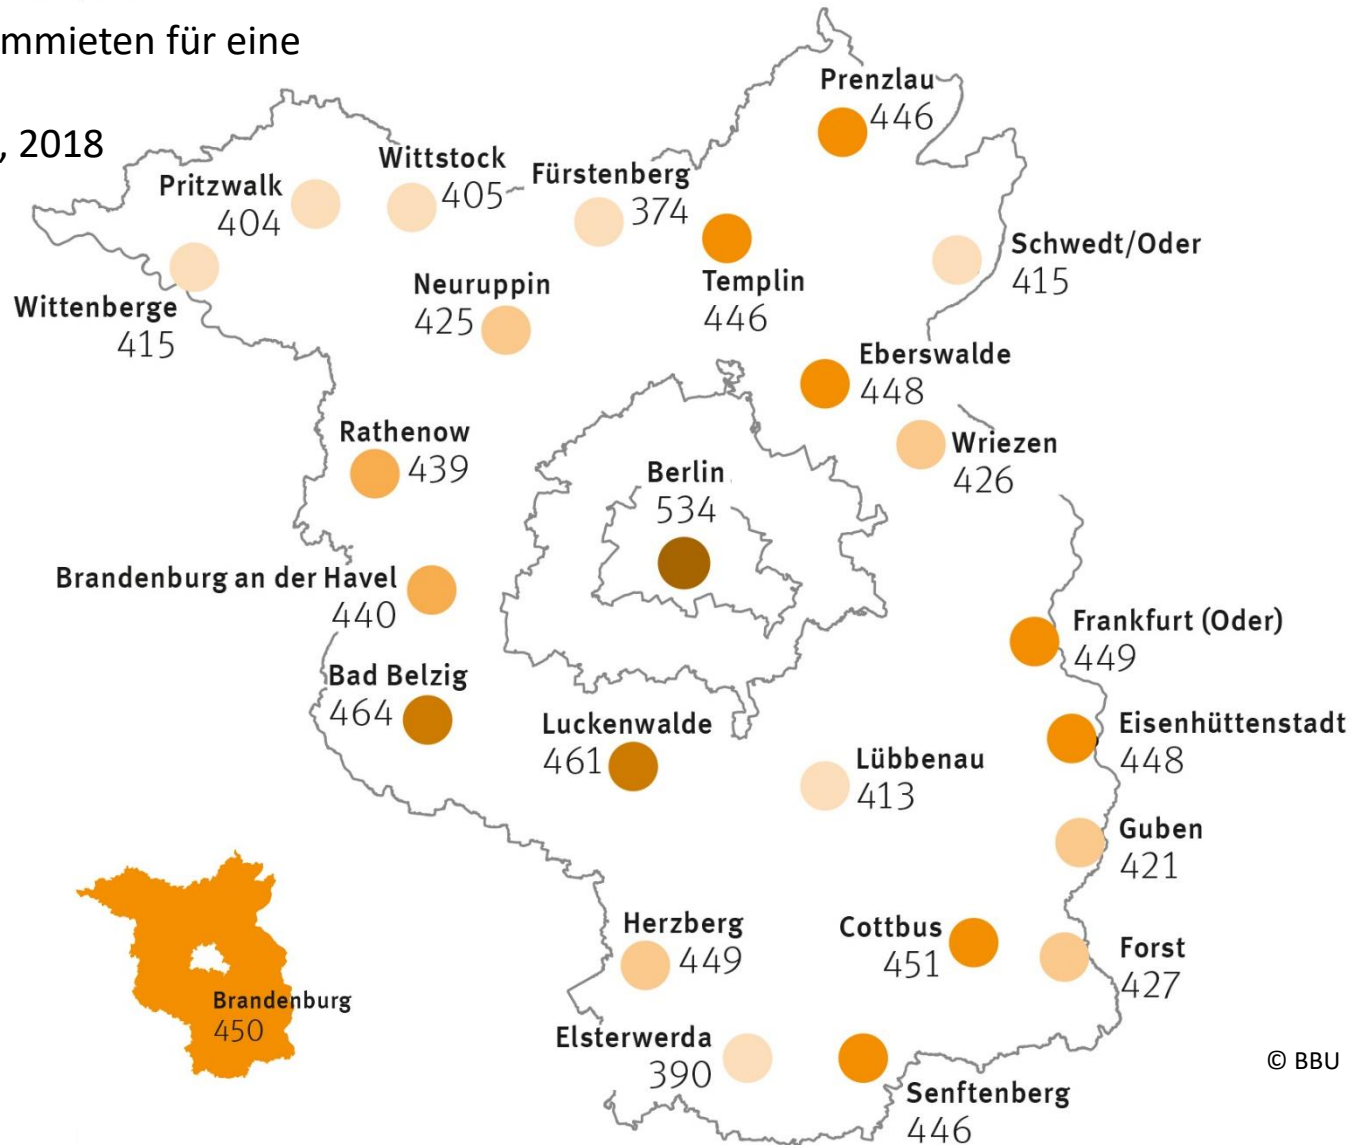 mmieten für eine
, 2018
Prenzlau
446
Wittstock
405
Fürstenberg
374
Pritzwalk
404
Schwedt/Oder
415
Templin
446
Neuruppin
425
Wittenberge
415
Eberswalde
448
Rathenow
439
Wriezen
426
Berlin
534
Brandenburg an der Havel
440
Frankfurt (Oder)
449
Bad Belzig
464
Luckenwalde
461
Eisenhüttenstadt
448
Lübbenau
413
Guben
421
Herzberg
449
Cottbus
451
Forst
427
Brandenburg
450
Elsterwerda
390
Senftenberg
446
© BBU